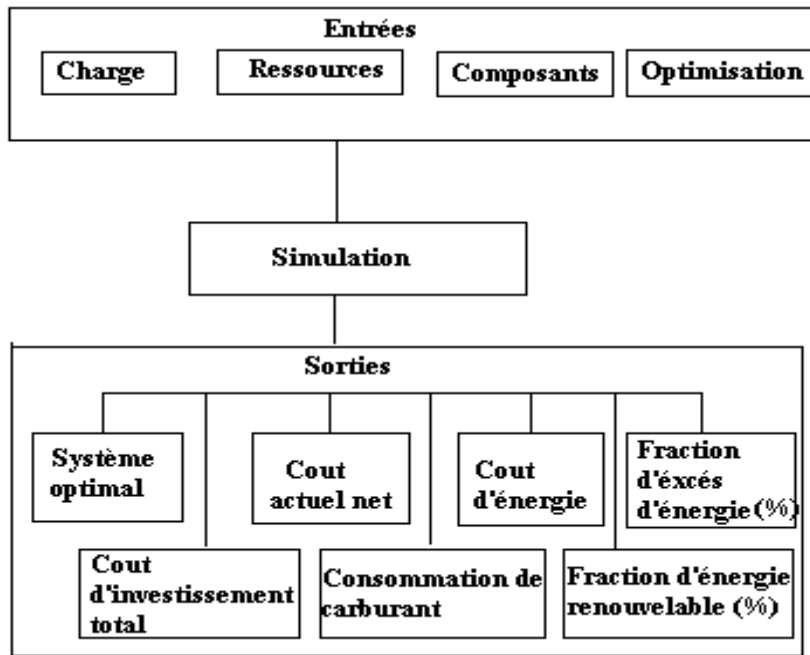 Entrées
Charge
Ressources
Composants
Optimisation
Simulation
Sorties
Système
optimal
Cout
actuel net
Cout
d'énergie
Fraction
d'éxcés
d'énergie (%)
Cout
d'investissement
total
Consommation de
carburant
Fraction d'énergie
renouvelable (%)